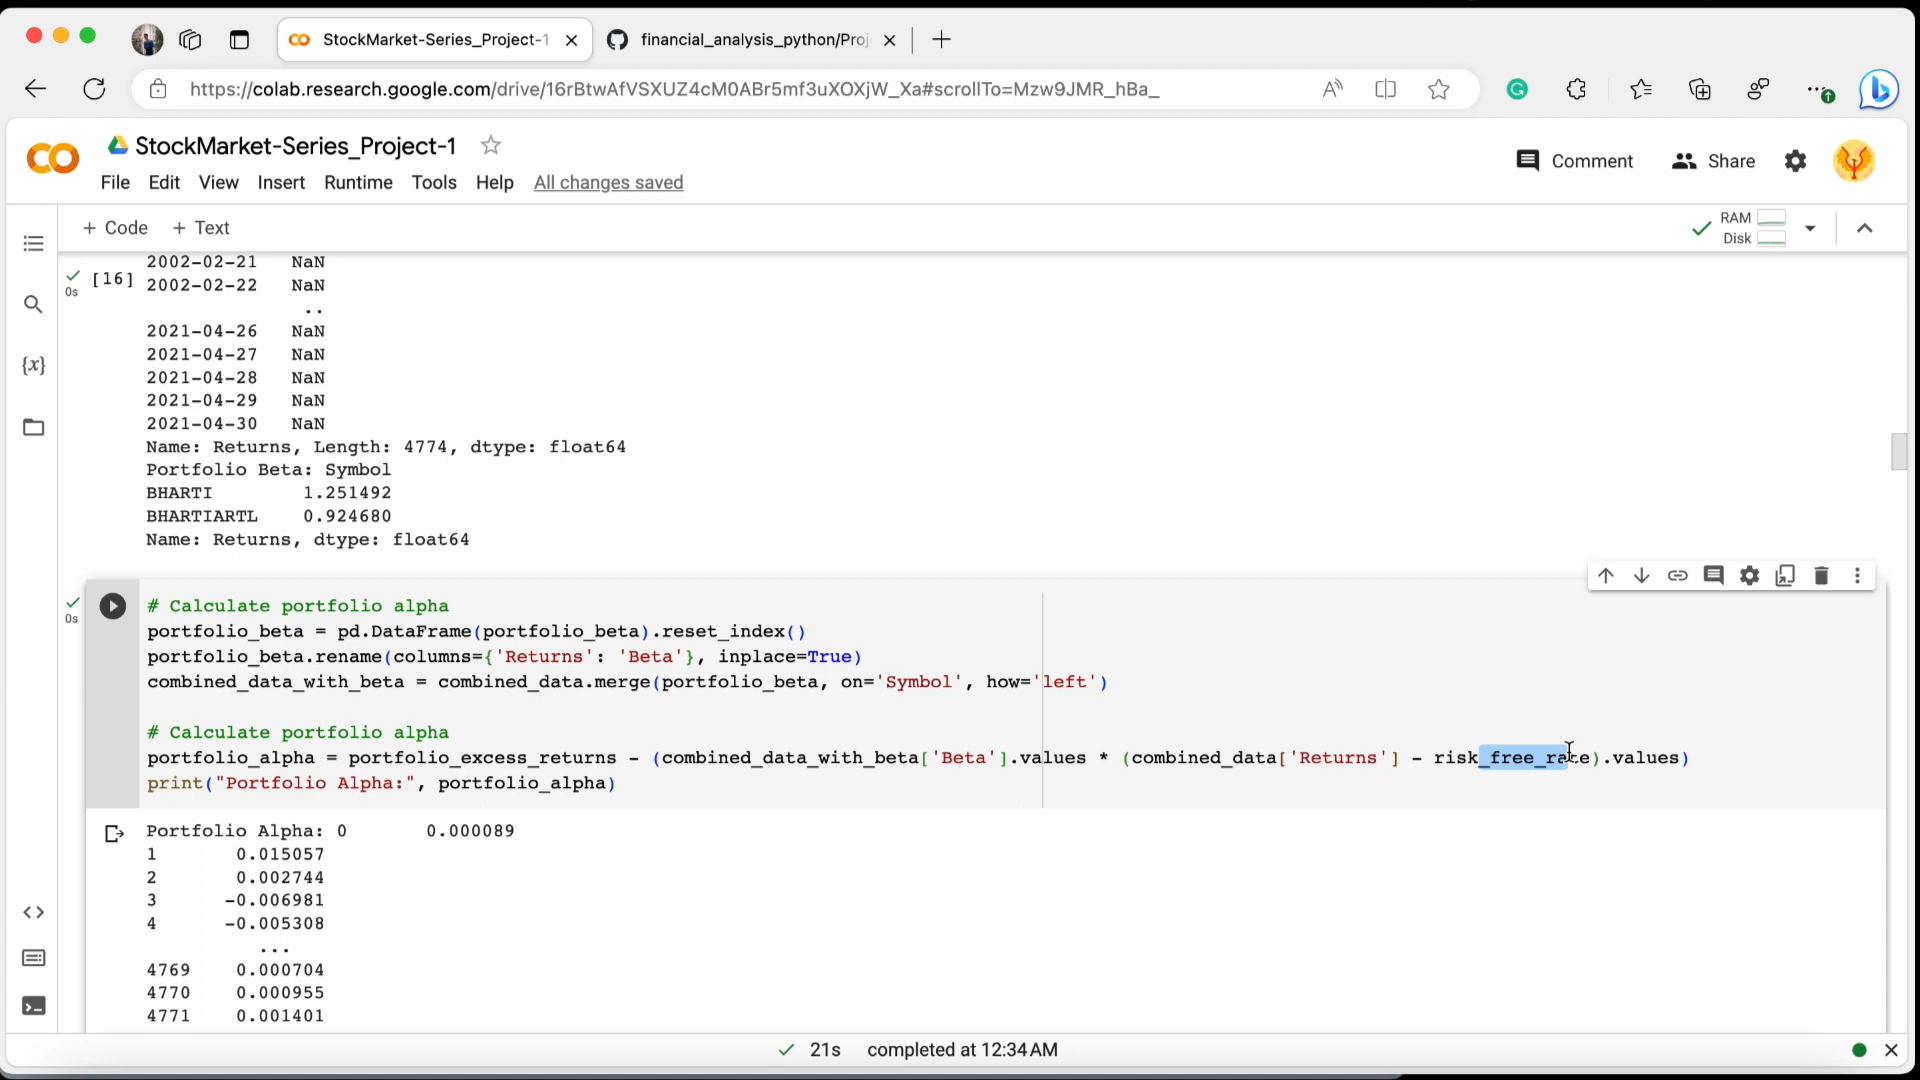 StockMarket-Series_Project-1
financial_analysis_python/Proj
https://colab.research.google.com/drive/16rBtwAfVSXUZ4cM0ABr5mf3uXOXjW_Xa#scrollTo=Mzw9JMR_hBa_
StockMarket-Series_Project-1
File Edit View Insert Runtime Tools Help All changes saved
Comment Share
+ Code + Text
RAM
Disk
[16]
0s
2002-02-21 NaN
2002-02-22 NaN
..
2021-04-26 NaN
2021-04-27 NaN
2021-04-28 NaN
2021-04-29 NaN
2021-04-30 NaN
Name: Returns, Length: 4774, dtype: float64
Portfolio Beta: Symbol
BHARTI 1.251492
BHARTIARTL 0.924680
Name: Returns, dtype: float64
0s
# Calculate portfolio alpha
portfolio_beta = pd.DataFrame(portfolio_beta).reset_index()
portfolio_beta.rename(columns={'Returns': 'Beta'}, inplace=True)
combined_data_with_beta = combined_data.merge(portfolio_beta, on='Symbol', how='left')
# Calculate portfolio alpha
portfolio_alpha = portfolio_excess_returns - (combined_data_with_beta['Beta'].values * (combined_data['Returns'] - risk_free_rate).values)
print("Portfolio Alpha:", portfolio_alpha)
Portfolio Alpha: 0 0.000089
1 0.015057
2 0.002744
3 -0.006981
4 -0.005308
...
4769 0.000704
4770 0.000955
4771 0.001401
21s completed at 12:34 AM